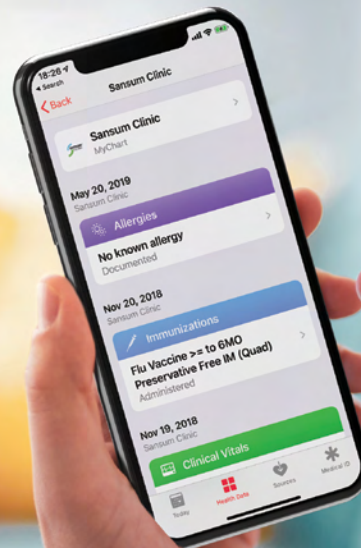 18:26
Search
Back
Sansum Clinic
Sansum Clinic
MyChart
May 20, 2019
Sansum Clinic
Allergies
No known allergy
Documented
Nov 20, 2018
Sansum Clinic
Immunizations
Flu Vaccine >= to 6MO
Preservative Free IM (Quad)
Administered
Nov 19, 2018
Sansum Clinic
Clinical Vitals
Today
Health Data
Sources
Medical ID